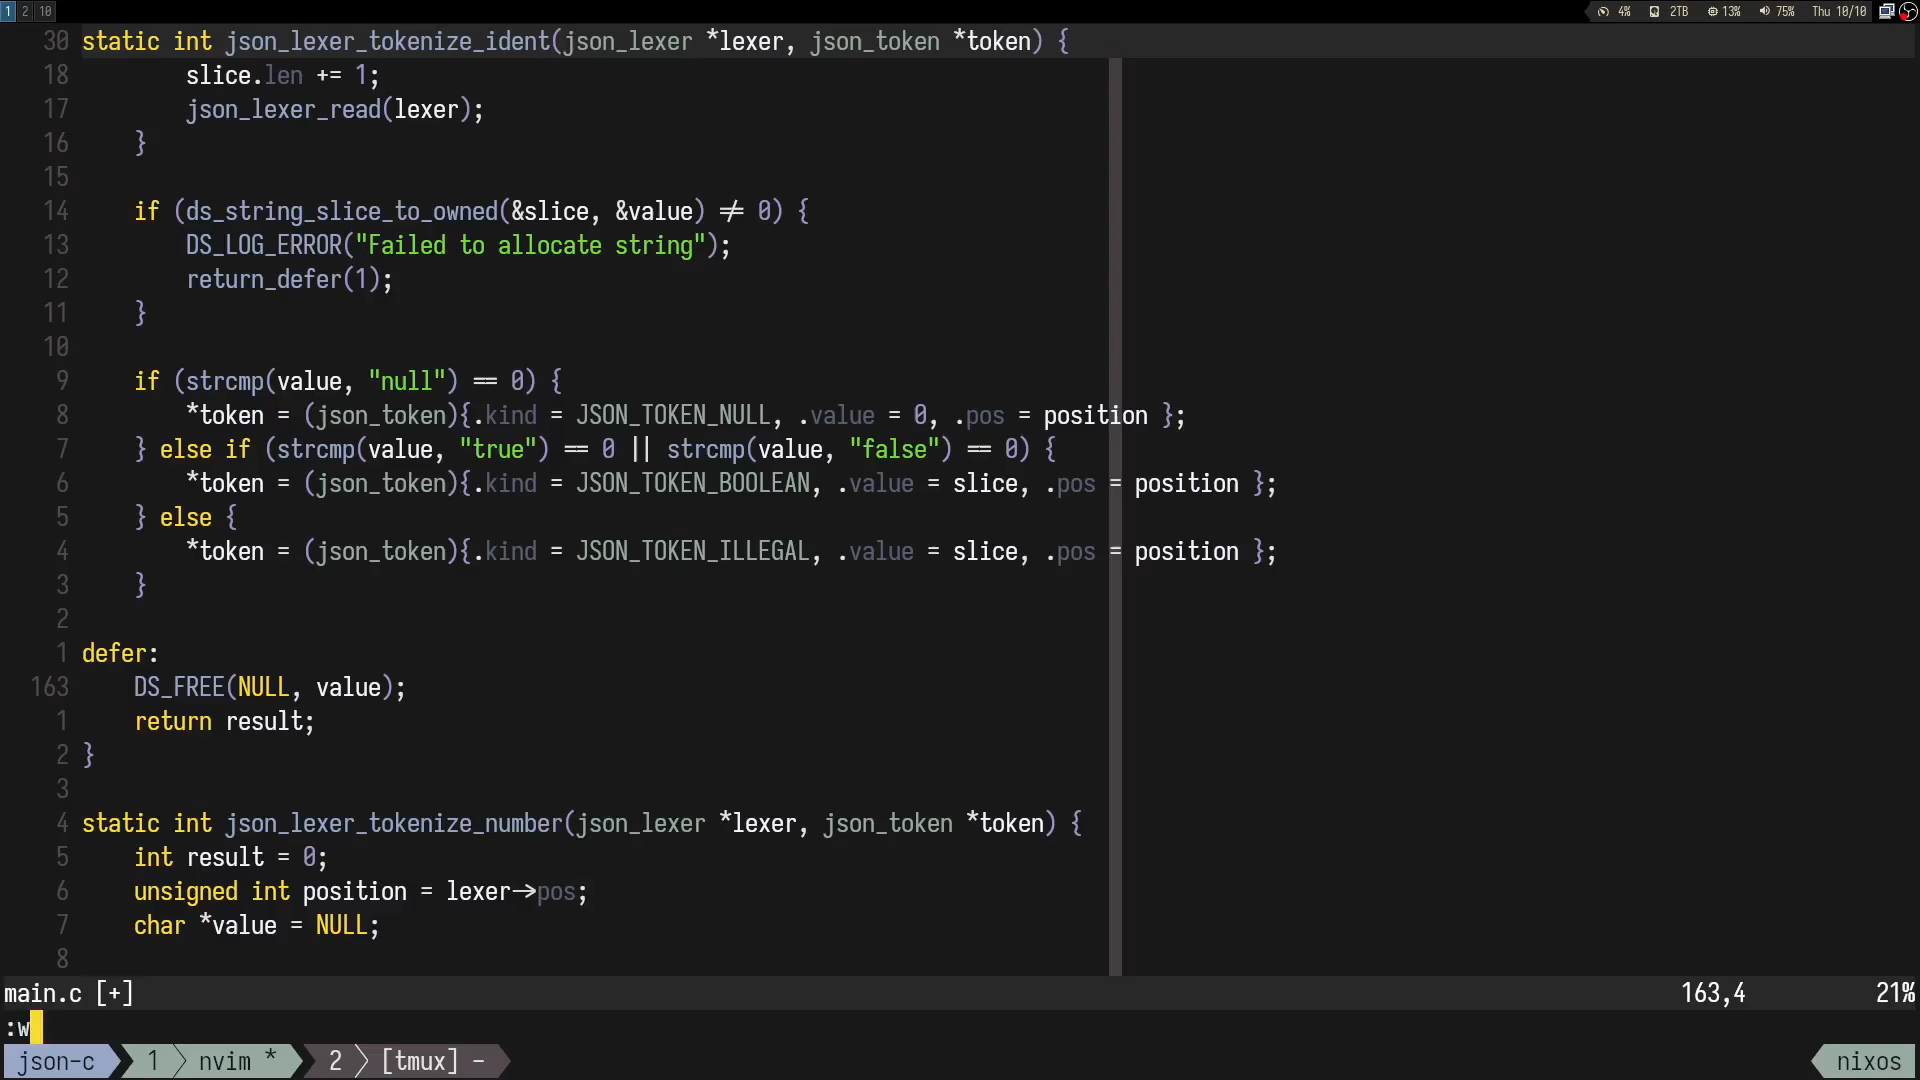 1 2 10 4% 2TB 13% 75% Thu 10/10
30 static int json_lexer_tokenize_ident(json_lexer *lexer, json_token *token) {
18 slice.len += 1;
17 json_lexer_read(lexer);
16 }
15
14 if (ds_string_slice_to_owned(&slice, &value) ≠ 0) {
13 DS_LOG_ERROR("Failed to allocate string");
12 return_defer(1);
11 }
10
9 if (strcmp(value, "null") == 0) {
8 *token = (json_token){.kind = JSON_TOKEN_NULL, .value = 0, .pos = position };
7 } else if (strcmp(value, "true") == 0 || strcmp(value, "false") == 0) {
6 *token = (json_token){.kind = JSON_TOKEN_BOOLEAN, .value = slice, .pos = position };
5 } else {
4 *token = (json_token){.kind = JSON_TOKEN_ILLEGAL, .value = slice, .pos = position };
3 }
2
1 defer:
163 DS_FREE(NULL, value);
1 return result;
2 }
3
4 static int json_lexer_tokenize_number(json_lexer *lexer, json_token *token) {
5 int result = 0;
6 unsigned int position = lexer→pos;
7 char *value = NULL;
8
main.c [+] 163,4 21%
:w
json-c 1 nvim * 2 [tmux] - nixos